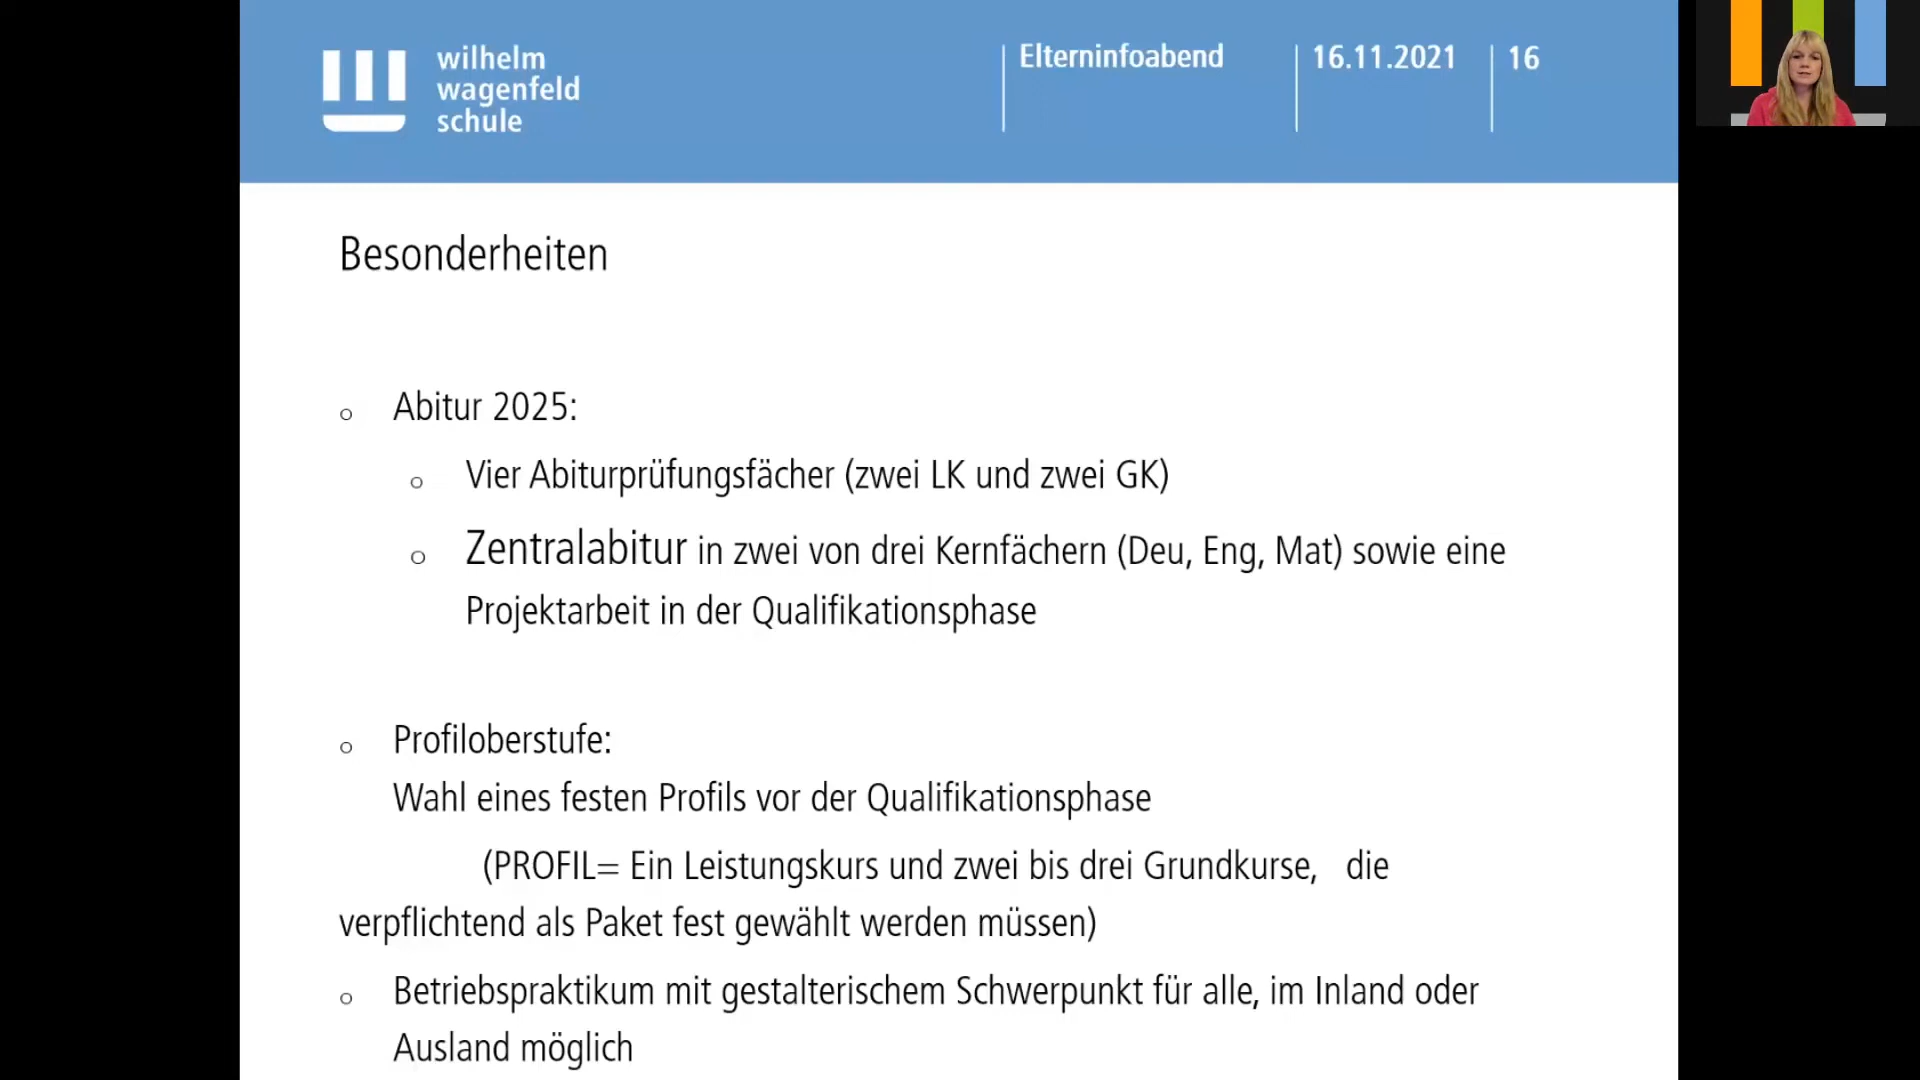 wilhelm
wagenfeld
schule
Elterninfoabend
16.11.2021
16
Besonderheiten
o Abitur 2025:
o Vier Abiturprüfungsfächer (zwei LK und zwei GK)
o Zentralabitur in zwei von drei Kernfächern (Deu, Eng, Mat) sowie eine
Projektarbeit in der Qualifikationsphase
o Profiloberstufe:
Wahl eines festen Profils vor der Qualifikationsphase
(PROFIL= Ein Leistungskurs und zwei bis drei Grundkurse, die
verpflichtend als Paket fest gewählt werden müssen)
o Betriebspraktikum mit gestalterischem Schwerpunkt für alle, im Inland oder
Ausland möglich